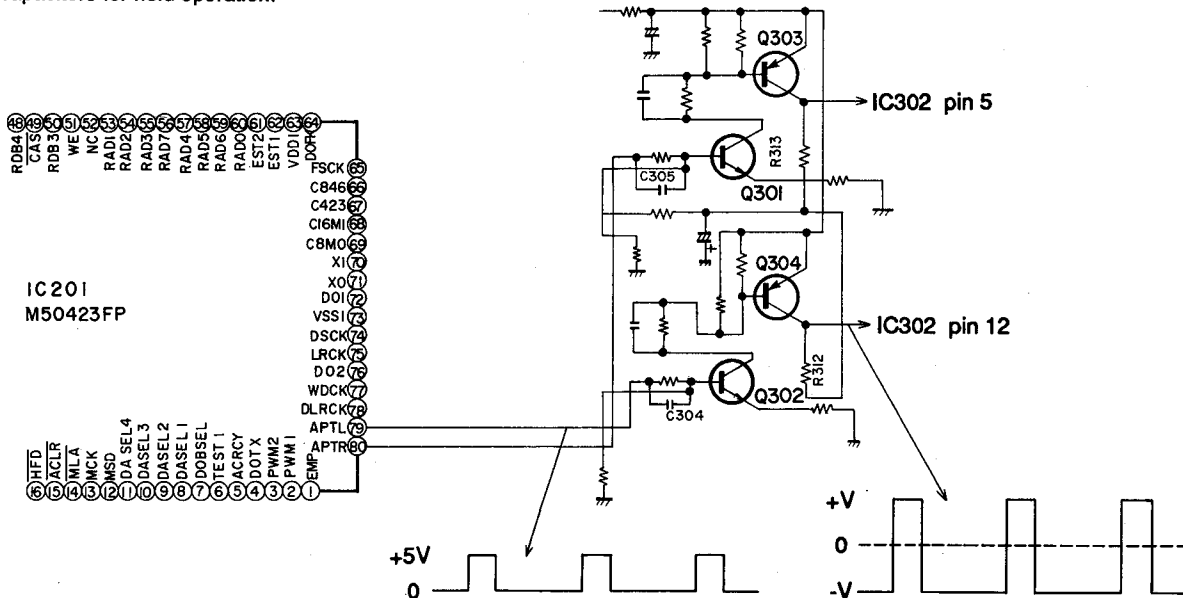 capacitors for hold operation.
Q303
IC302 pin 5
R313
C305
Q301
Q304
IC302 pin 12
R312
Q302
C304
48 49 50 51 52 53 54 55 56 57 58 59 60 61 62 63 64
RDB4 CAS RDB3 WE NC RAD1 RAD2 RAD3 RAD7 RAD4 RAD5 RAD6 RAD0 EST2 EST1 VDD1 DOFK
FSCK 65
C846 66
C423 67
C16M1 68
C8M0 69
X1 70
X0 71
DO1 72
VSS1 73
DSCK 74
LRCK 75
DO2 76
WDCK 77
DLRCK 78
APTL 79
APTR 80
IC201
M50423FP
HFD ACLR MLA MCK MSD DASEL4 DASEL3 DASEL2 DASEL1 DOBSEL TEST1 ACRCY DOTX PWM2 PWM1 EMP
16 15 14 13 12 11 10 9 8 7 6 5 4 3 2 1
+5V
0
+V
0
-V